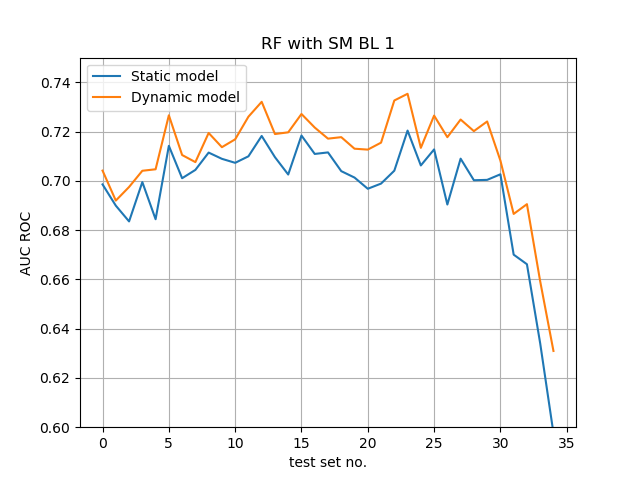 RF with SM BL 1
Static model
Dynamic model
0.74
0.72
0.70
0.68
0.66
0.64
0.62
0.60
AUC ROC
0 5 10 15 20 25 30 35
test set no.